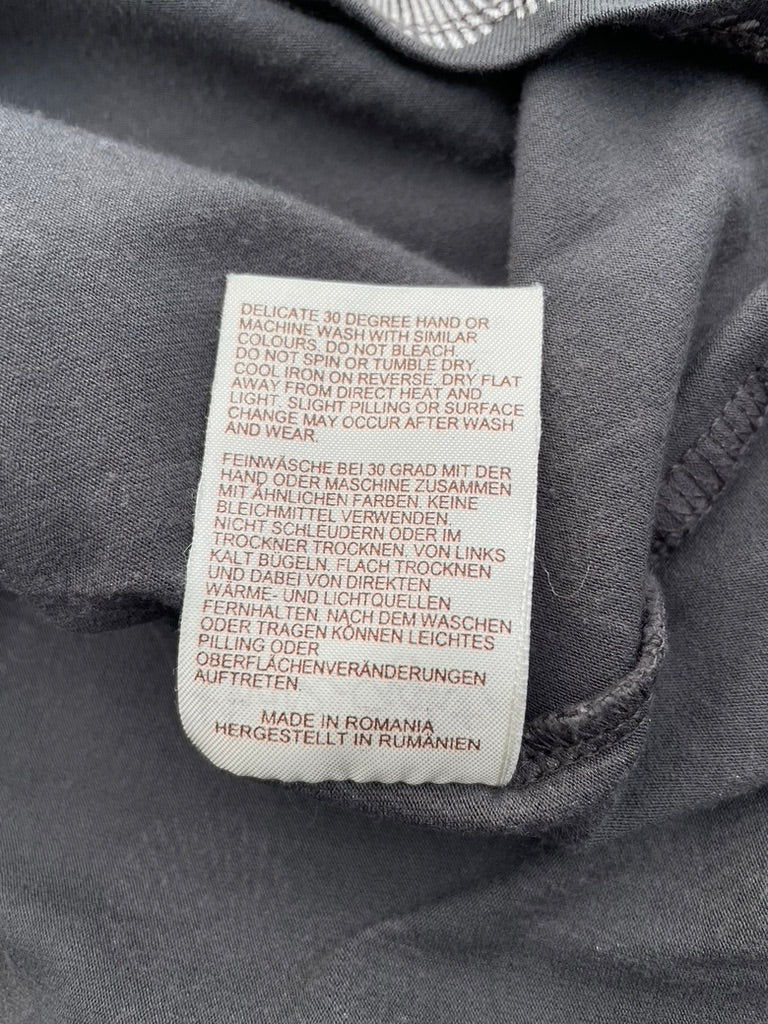 DELICATE 30 DEGREE HAND OR
MACHINE WASH WITH SIMILAR
COLOURS. DO NOT BLEACH.
DO NOT SPIN OR TUMBLE DRY.
COOL IRON ON REVERSE. DRY FLAT
AWAY FROM DIRECT HEAT AND
LIGHT. SLIGHT PILLING OR SURFACE
CHANGE MAY OCCUR AFTER WASH
AND WEAR.
FEINWÄSCHE BEI 30 GRAD MIT DER
HAND ODER MASCHINE ZUSAMMEN
MIT ÄHNLICHEN FARBEN. KEINE
BLEICHMITTEL VERWENDEN.
NICHT SCHLEUDERN ODER IM
TROCKNER TROCKNEN. VON LINKS
KALT BÜGELN. FLACH TROCKNEN
UND DABEI VON DIREKTEN
WÄRME- UND LICHTQUELLEN
FERNHALTEN. NACH DEM WASCHEN
ODER TRAGEN KÖNNEN LEICHTES
PILLING ODER
OBERFLÄCHENVERÄNDERUNGEN
AUFTRETEN.
MADE IN ROMANIA
HERGESTELLT IN RUMÄNIEN